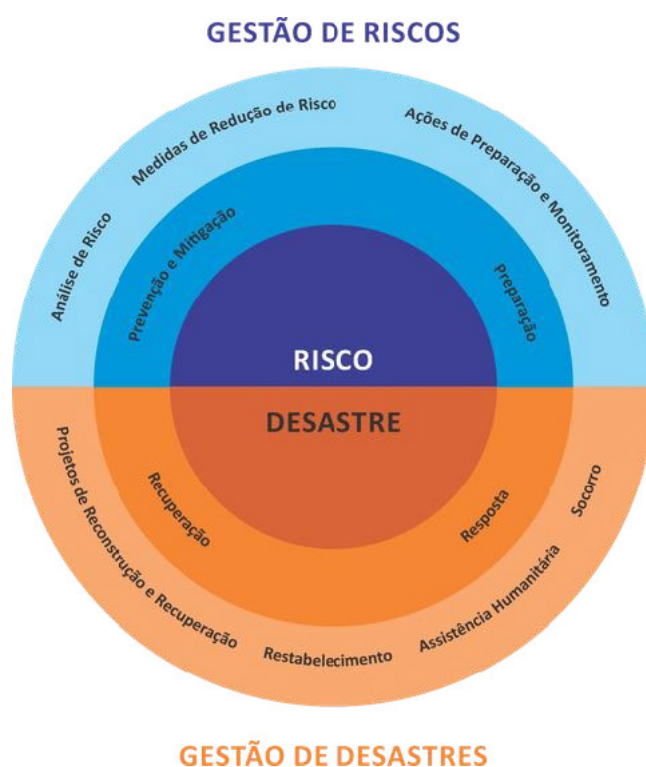 GESTÃO DE RISCOS
Análise de Risco
Medidas de Redução de Risco
Ações de Preparação e Monitoramento
Prevenção e Mitigação
Preparação
RISCO
DESASTRE
Recuperação
Resposta
Projetos de Reconstrução e Recuperação
Restabelecimento
Assistência Humanitária
Socorro
GESTÃO DE DESASTRES